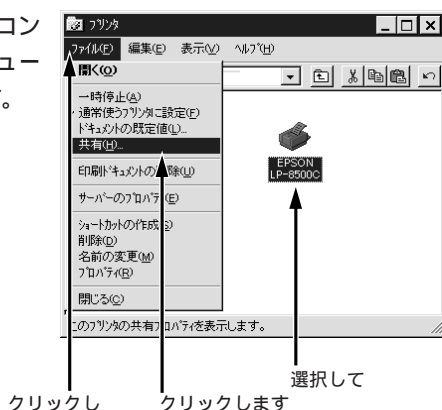 コン
ュー
。
プリンタ
ファイル(F) 編集(E) 表示(V) ヘルプ(H)
開く(O)
一時停止(A)
通常使うプリンタに設定(F)
ドキュメントの既定値(U)...
共有(H)...
印刷ドキュメントの 除(U)
サーバーのプロパティ(E)
ショートカットの作成(S)
削除(D)
名前の変更(M)
プロパティ(R)
閉じる(C)
EPSON
LP-8500C
このプリンタの共有プロパティを表示します。
選択して
クリックし クリックします